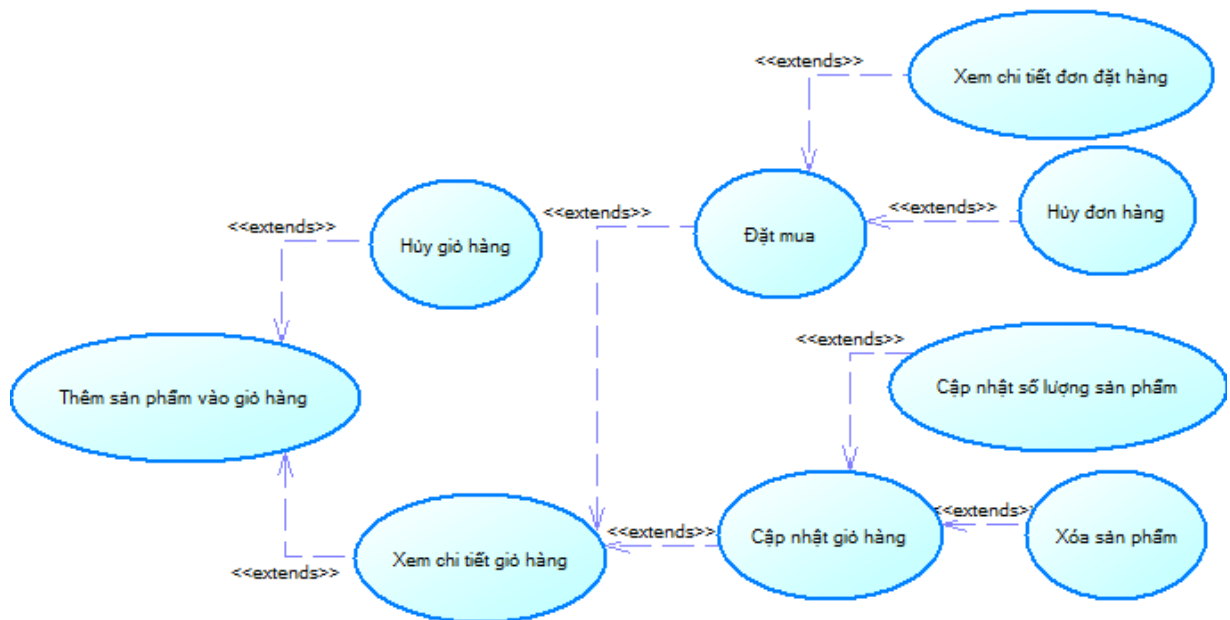 <<extends>>
Xem chi tiết đơn đặt hàng
<<extends>>
Hủy giỏ hàng
<<extends>>
Đặt mua
<<extends>>
Hủy đơn hàng
<<extends>>
Cập nhật số lượng sản phẩm
Thêm sản phẩm vào giỏ hàng
<<extends>>
Xem chi tiết giỏ hàng
<<extends>>
Cập nhật giỏ hàng
<<extends>>
Xóa sản phẩm